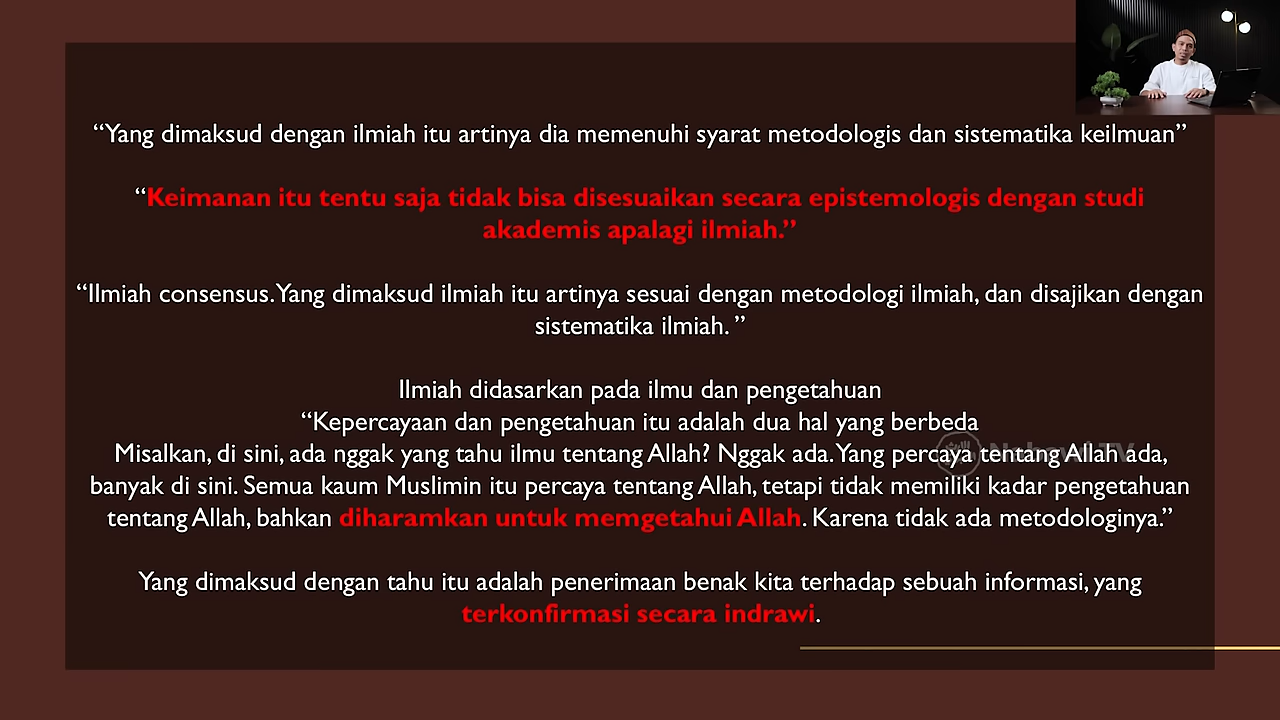 “Yang dimaksud dengan ilmiah itu artinya dia memenuhi syarat metodologis dan sistematika keilmuan”
“Keimanan itu tentu saja tidak bisa disesuaikan secara epistemologis dengan studi
akademis apalagi ilmiah.”
“Ilmiah consensus. Yang dimaksud ilmiah itu artinya sesuai dengan metodologi ilmiah, dan disajikan dengan
sistematika ilmiah. ”
Ilmiah didasarkan pada ilmu dan pengetahuan
“Kepercayaan dan pengetahuan itu adalah dua hal yang berbeda
Misalkan, di sini, ada nggak yang tahu ilmu tentang Allah? Nggak ada. Yang percaya tentang Allah ada,
banyak di sini. Semua kaum Muslimin itu percaya tentang Allah, tetapi tidak memiliki kadar pengetahuan
tentang Allah, bahkan diharamkan untuk memgetahui Allah. Karena tidak ada metodologinya.”
Yang dimaksud dengan tahu itu adalah penerimaan benak kita terhadap sebuah informasi, yang
terkonfirmasi secara indrawi.